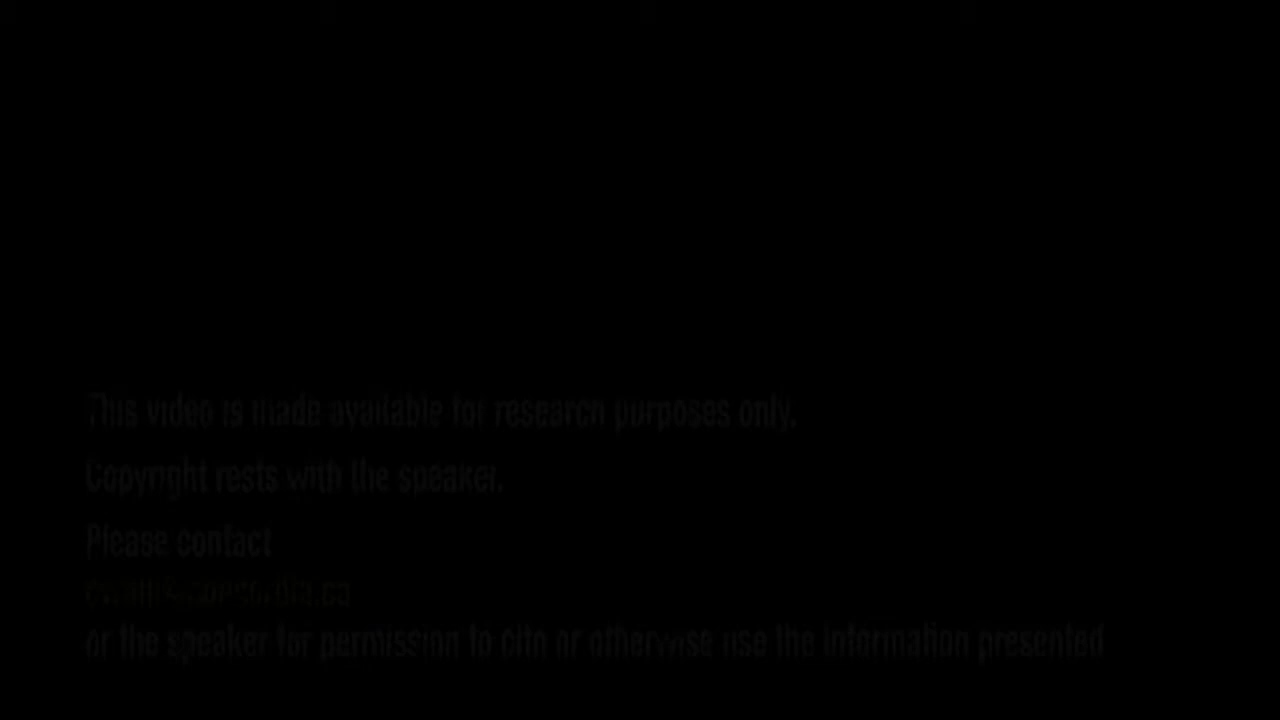 This video is made available for research purposes only.
Copyright rests with the speaker.
Please contact
or the speaker for permission to cite or otherwise use the information presented